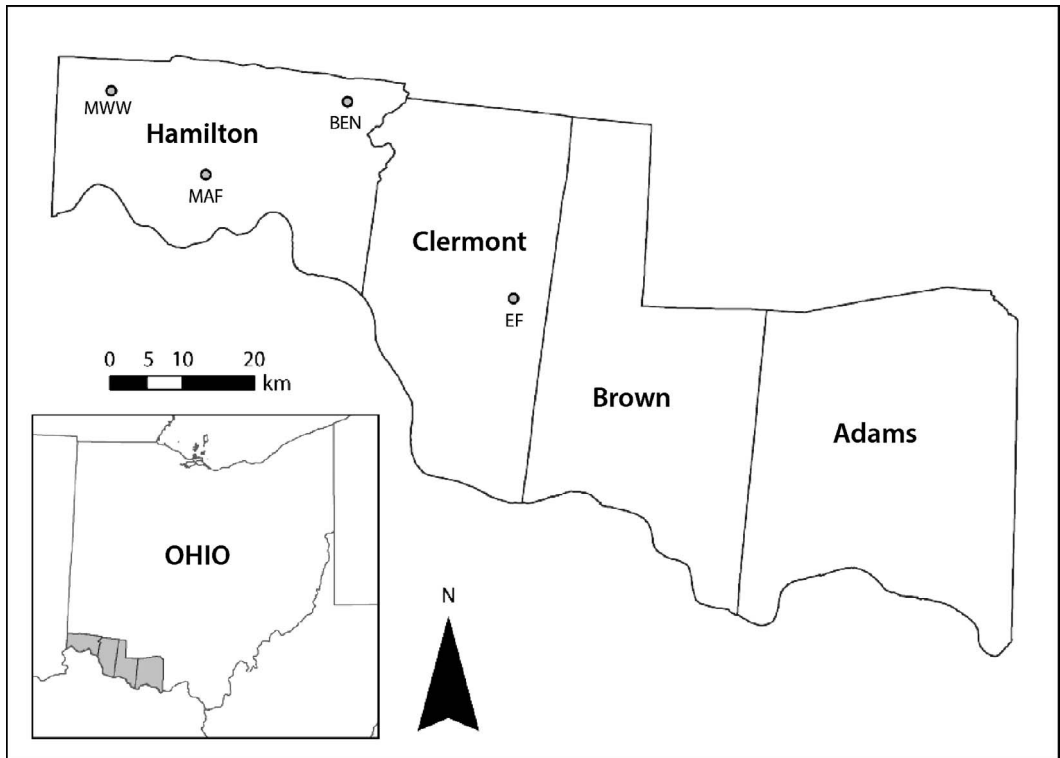 MWW
BEN
Hamilton
MAF
Clermont
EF
0 5 10 20
km
Brown
Adams
OHIO
N